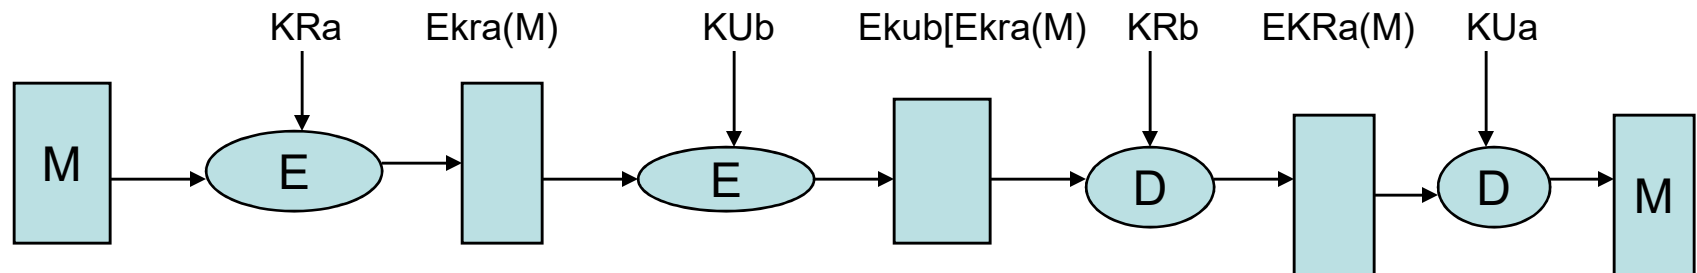 KRa Ekra(M) KUb Ekub[Ekra(M) KRb EKRa(M) KUa
M E E D D M